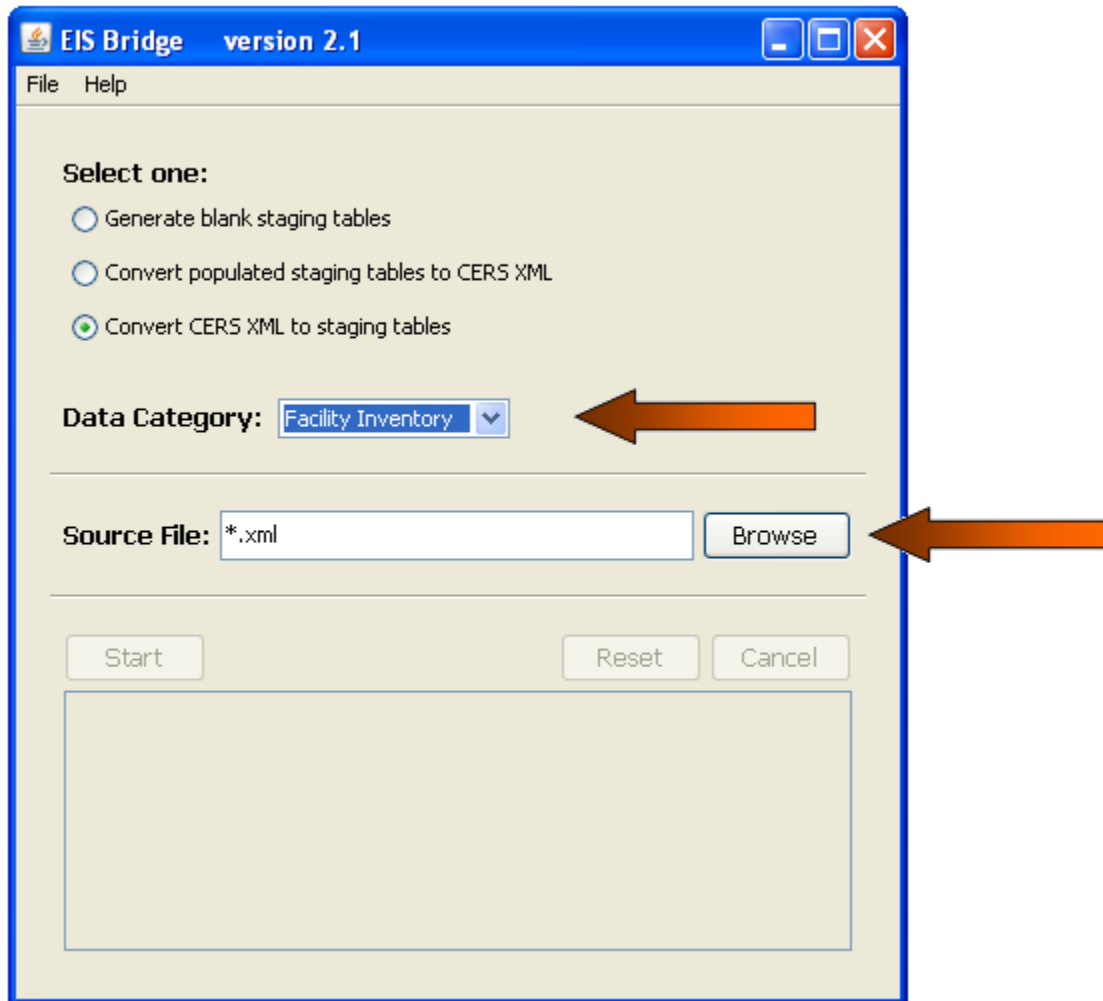 EIS Bridge version 2.1
File Help
Select one:
Generate blank staging tables
Convert populated staging tables to CERS XML
Convert CERS XML to staging tables
Data Category: Facility Inventory
Source File: *.xml Browse
Start Reset Cancel